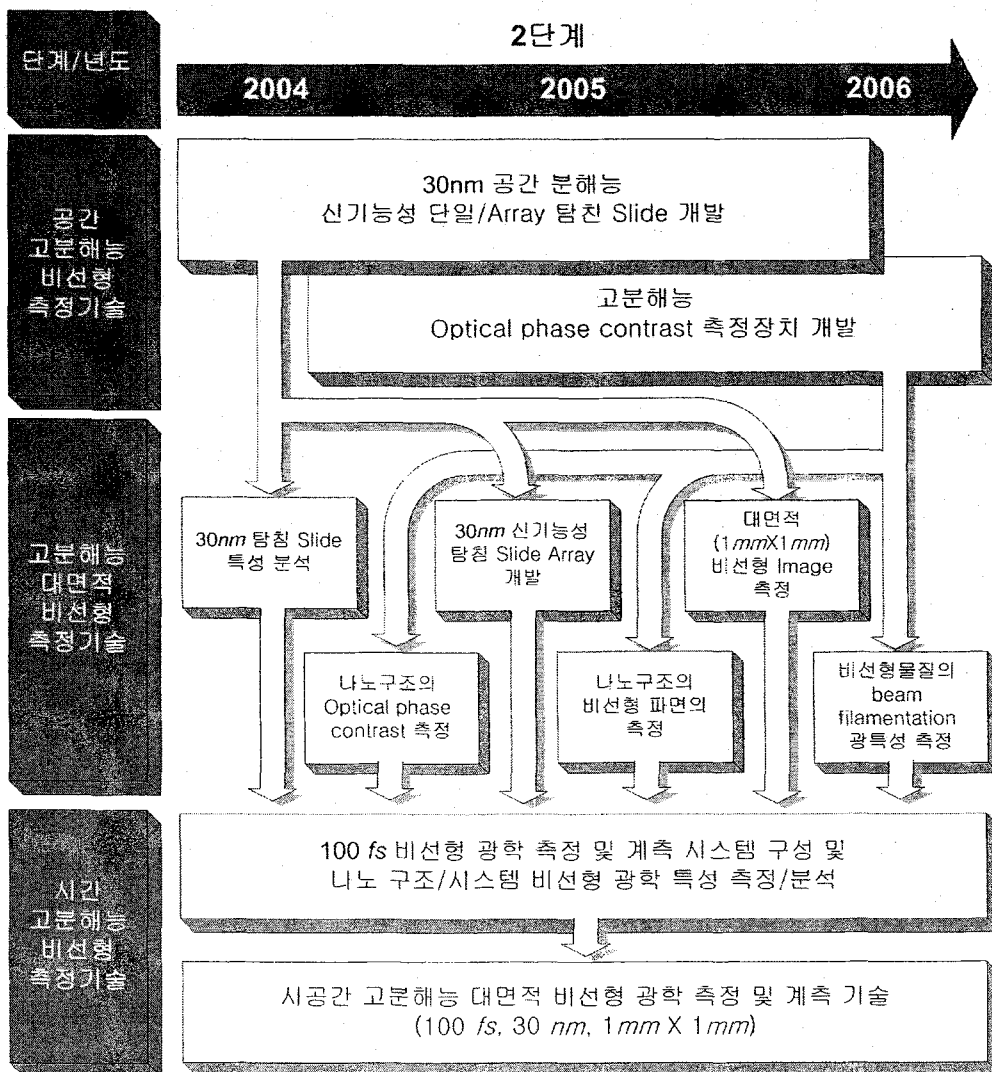 단계/년도
2단계
2004
2005
2006
공간
고분해능
비선형
측정기술
30nm 공간 분해능
신기능성 단일/Array 탐친 Slide 개발
고분해능
Optical phase contrast 측정장치 개발
고분해능
대면적
비선형
측정기술
30nm 탐침 Slide
특성 분석
30nm 신기능성
탐침 Slide Array
개발
대면적
(1mmX1mm)
비선형 Image
측정
나노구조의
Optical phase
contrast 측정
나노구조의
비선형 파면의
측정
비선형물질의
beam
filamentation
광특성 측정
시간
고분해능
비선형
측정기술
100 fs 비선형 광학 측정 및 계측 시스템 구성 및
나노 구조/시스템 비선형 광학 특성 측정/분석
시공간 고분해능 대면적 비선형 광학 측정 및 계측 기술
(100 fs, 30 nm, 1mm X 1mm)